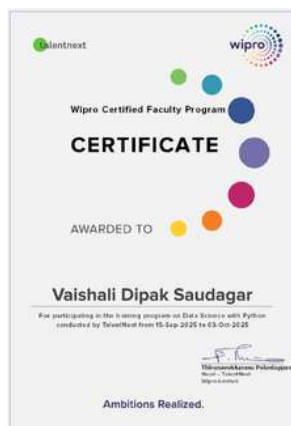 talentnext
wipro
Wipro Certified Faculty Program
CERTIFICATE
AWARDED TO
Vaishali Dipak Saudagar
For participating in the training program on Data Science with Python
conducted by TalentNext from 15-Sep-2025 to 03-Oct-2025
Head – TalentNext
Wipro Limited
Ambitions Realized.